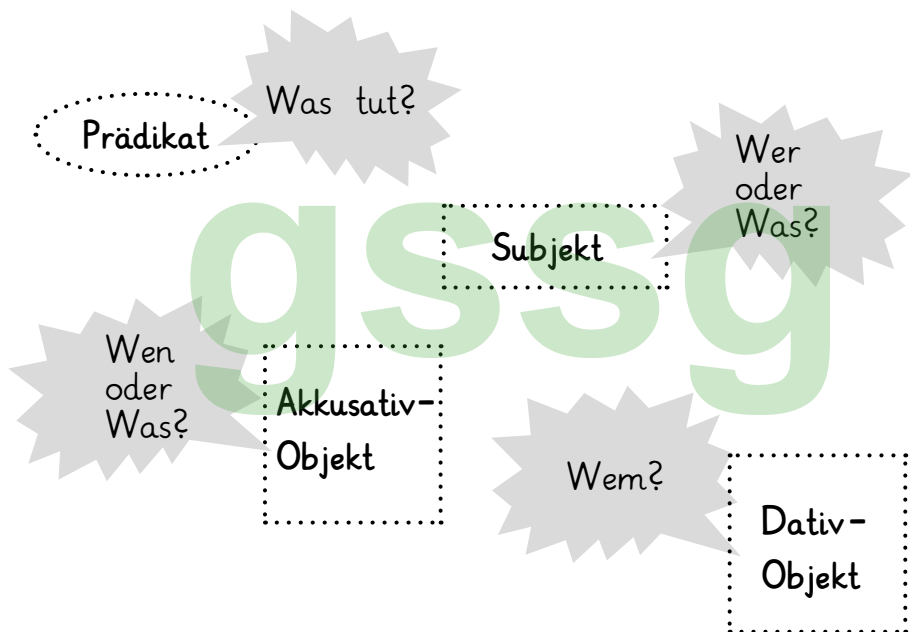 Was tut?
Prädikat
Wer
oder
Was?
Subjekt
gssg
Wen
oder
Was?
Akkusativ-
Objekt
Wem?
Dativ-
Objekt